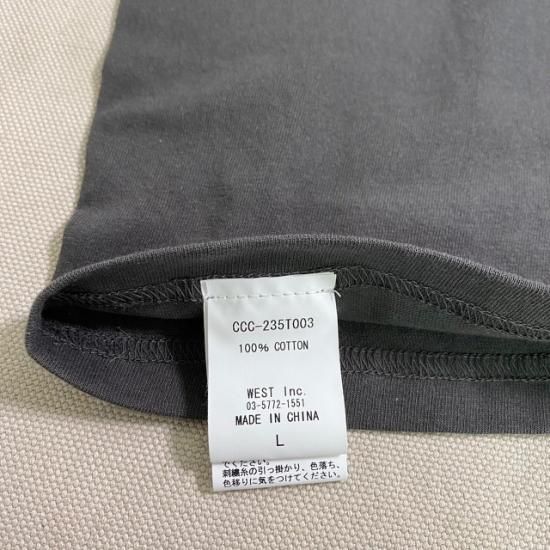 CCC-235T003
100% COTTON
WEST Inc.
03-5772-1551
MADE IN CHINA
L
でください。
刺繍糸の引っ掛かり、色落ち、
色移りに気をつけてください。